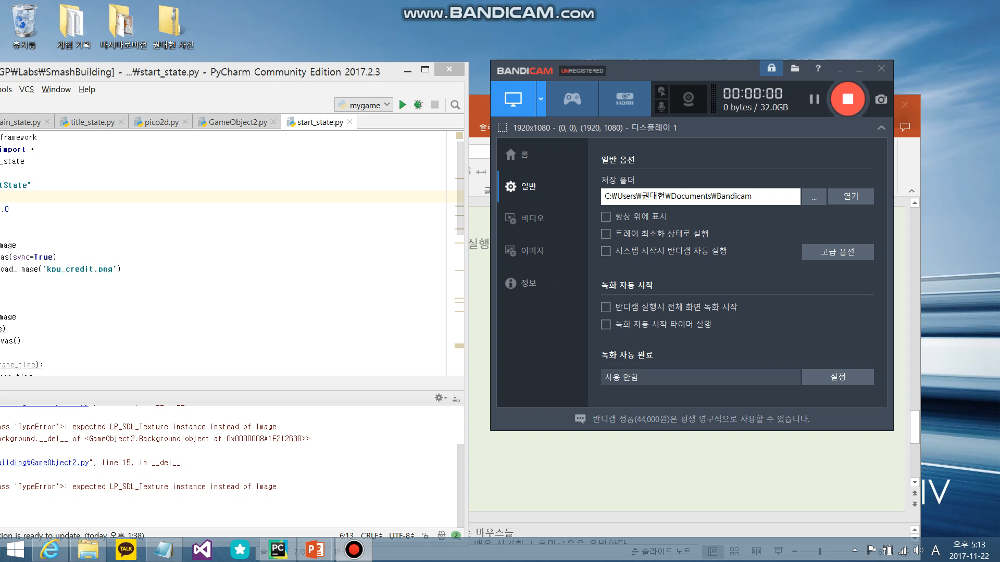 www.BANDICAM.com
휴지통
게임 기획
마시마로버전
권대현 사진
GP₩Labs₩SmashBuilding] - ...₩start_state.py - PyCharm Community Edition 2017.2.3
ols VCS Window Help
mygame
ain_state.py
title_state.py
pico2d.py
GameObject2.py
start_state.py
framework
import *
_state
tState"
.0
mage
as(sync=True)
oad_image('kpu_credit.png')
mage
e)
vas()
rame_time):
ass 'TypeError'>: expected LP_SDL_Texture instance instead of Image
ackground.__del__ of <GameObject2.Background object at 0x0000008A1E212630>>
uilding₩GameObject2.py", line 15, in __del__
ass 'TypeError'>: expected LP_SDL_Texture instance instead of Image
tion is ready to update. (today 오후 1:38)
6:13 CRLF UTF-8
2
BANDICAM UNREGISTERED
?
HDMI
00:00:00
0 bytes / 32.0GB
1920x1080 - (0, 0), (1920, 1080) - 디스플레이 1
홈
일반
비디오
이미지
정보
일반 옵션
저장 폴더
C:₩Users₩권대현₩Documents₩Bandicam
...
열기
항상 위에 표시
트레이 최소화 상태로 실행
시스템 시작시 반디캠 자동 실행
고급 옵션
녹화 자동 시작
반디캠 실행시 전체 화면 녹화 시작
녹화 자동 시작 타이머 실행
녹화 자동 완료
사용 안함
설정
반디캠 정품(44,000원)은 평생 영구적으로 사용할 수 있습니다.
실행
마우스들
슬라이드 노트
IV
TALK
PC
A
오후 5:13
2017-11-22